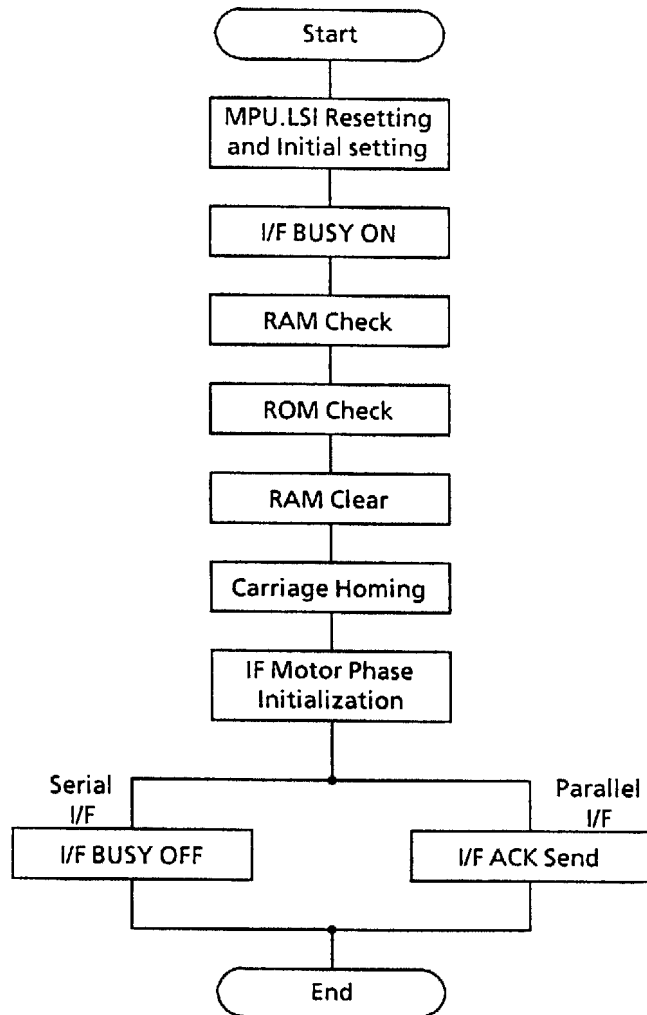 Start
MPU.LSI Resetting
and Initial setting
I/F BUSY ON
RAM Check
ROM Check
RAM Clear
Carriage Homing
IF Motor Phase
Initialization
Serial
I/F
I/F BUSY OFF
Parallel
I/F
I/F ACK Send
End